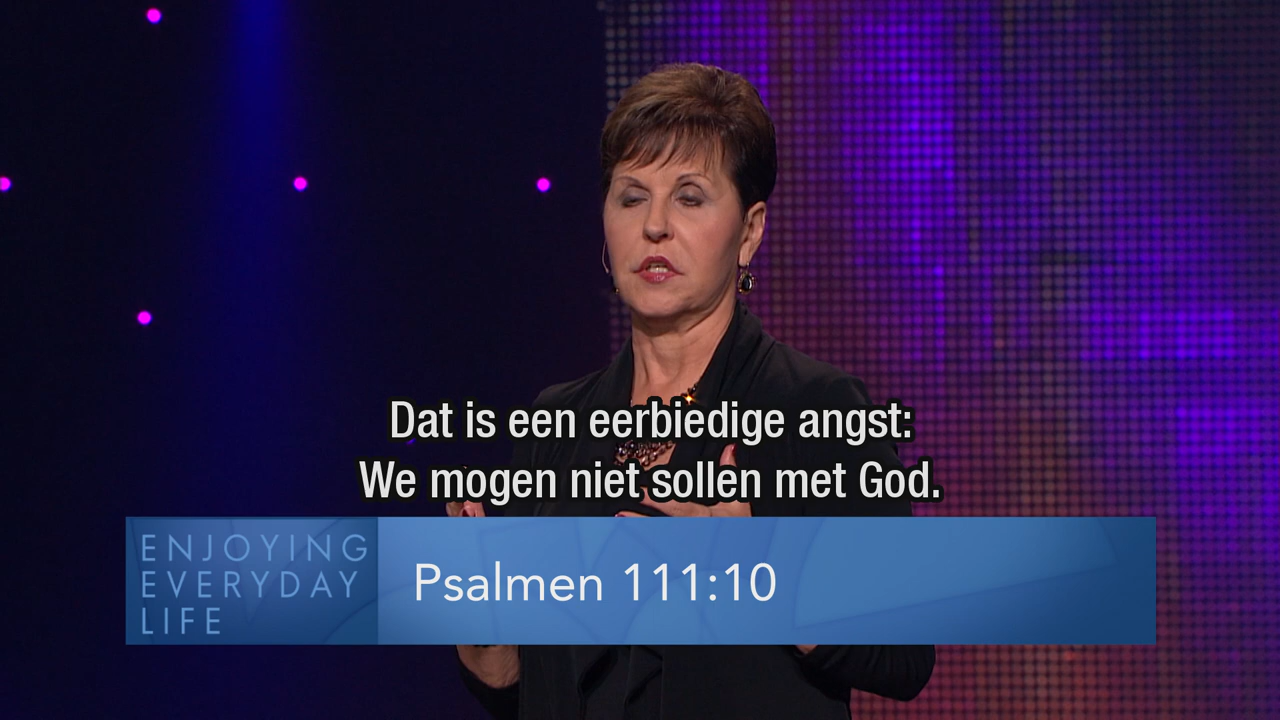 Dat is een eerbiedige angst:
We mogen niet sollen met God.
ENJOYING
EVERYDAY
LIFE
Psalmen 111:10